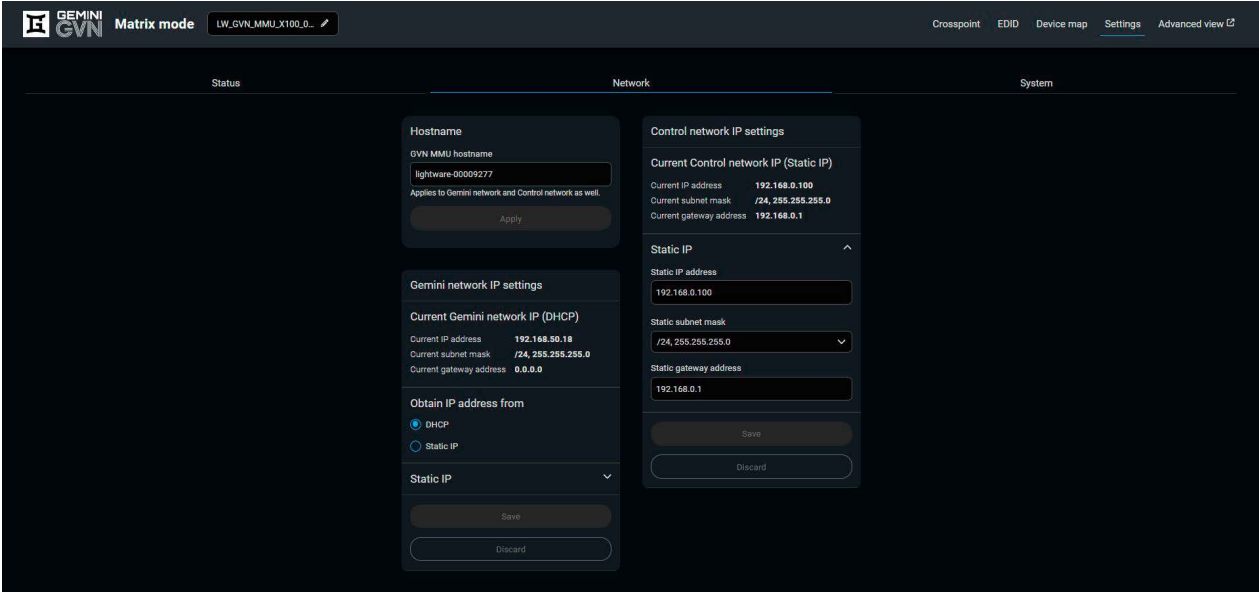 GEMINI
GVN
Matrix mode
LW_GVN_MMU_X100_0...
Crosspoint
EDID
Device map
Settings
Advanced view
Status
Network
System
Hostname
GVN MMU hostname
lightware-00009277
Applies to Gemini network and Control network as well.
Apply
Gemini network IP settings
Current Gemini network IP (DHCP)
Current IP address 192.168.50.18
Current subnet mask /24, 255.255.255.0
Current gateway address 0.0.0.0
Obtain IP address from
DHCP
Static IP
Static IP
Save
Discard
Control network IP settings
Current Control network IP (Static IP)
Current IP address 192.168.0.100
Current subnet mask /24, 255.255.255.0
Current gateway address 192.168.0.1
Static IP
Static IP address
192.168.0.100
Static subnet mask
/24, 255.255.255.0
Static gateway address
192.168.0.1
Save
Discard